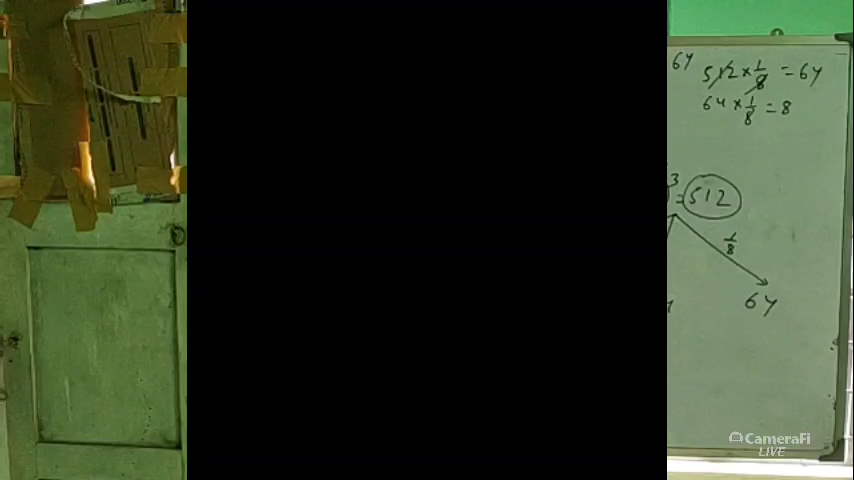 64 512 × 1/8 = 64
64 × 1/8 = 8
3
= 512
1/8
64
CameraFi
LIVE